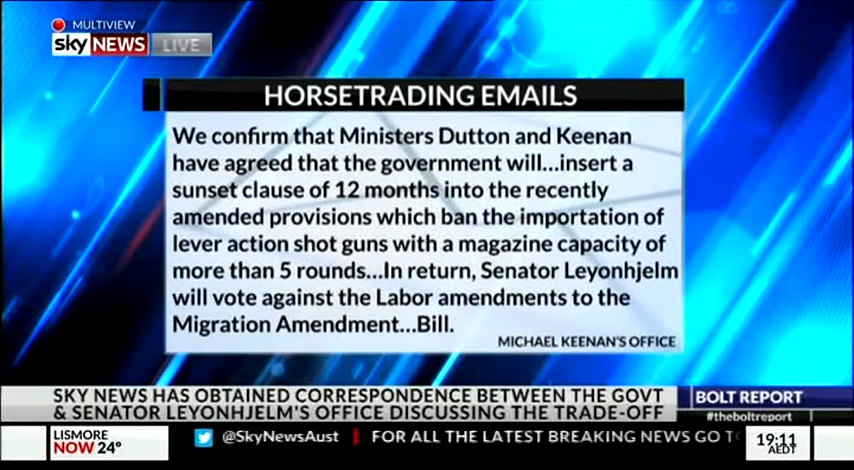 MULTIVIEW
sky NEWS LIVE
HORSETRADING EMAILS
We confirm that Ministers Dutton and Keenan
have agreed that the government will...insert a
sunset clause of 12 months into the recently
amended provisions which ban the importation of
lever action shot guns with a magazine capacity of
more than 5 rounds...In return, Senator Leyonhjelm
will vote against the Labor amendments to the
Migration Amendment...Bill.
MICHAEL KEENAN'S OFFICE
SKY NEWS HAS OBTAINED CORRESPONDENCE BETWEEN THE GOVT
& SENATOR LEYONHJELM'S OFFICE DISCUSSING THE TRADE-OFF
BOLT REPORT
#theboltreport
LISMORE
NOW 24°
@SkyNewsAust
FOR ALL THE LATEST BREAKING NEWS GO T
19:11
AEDT